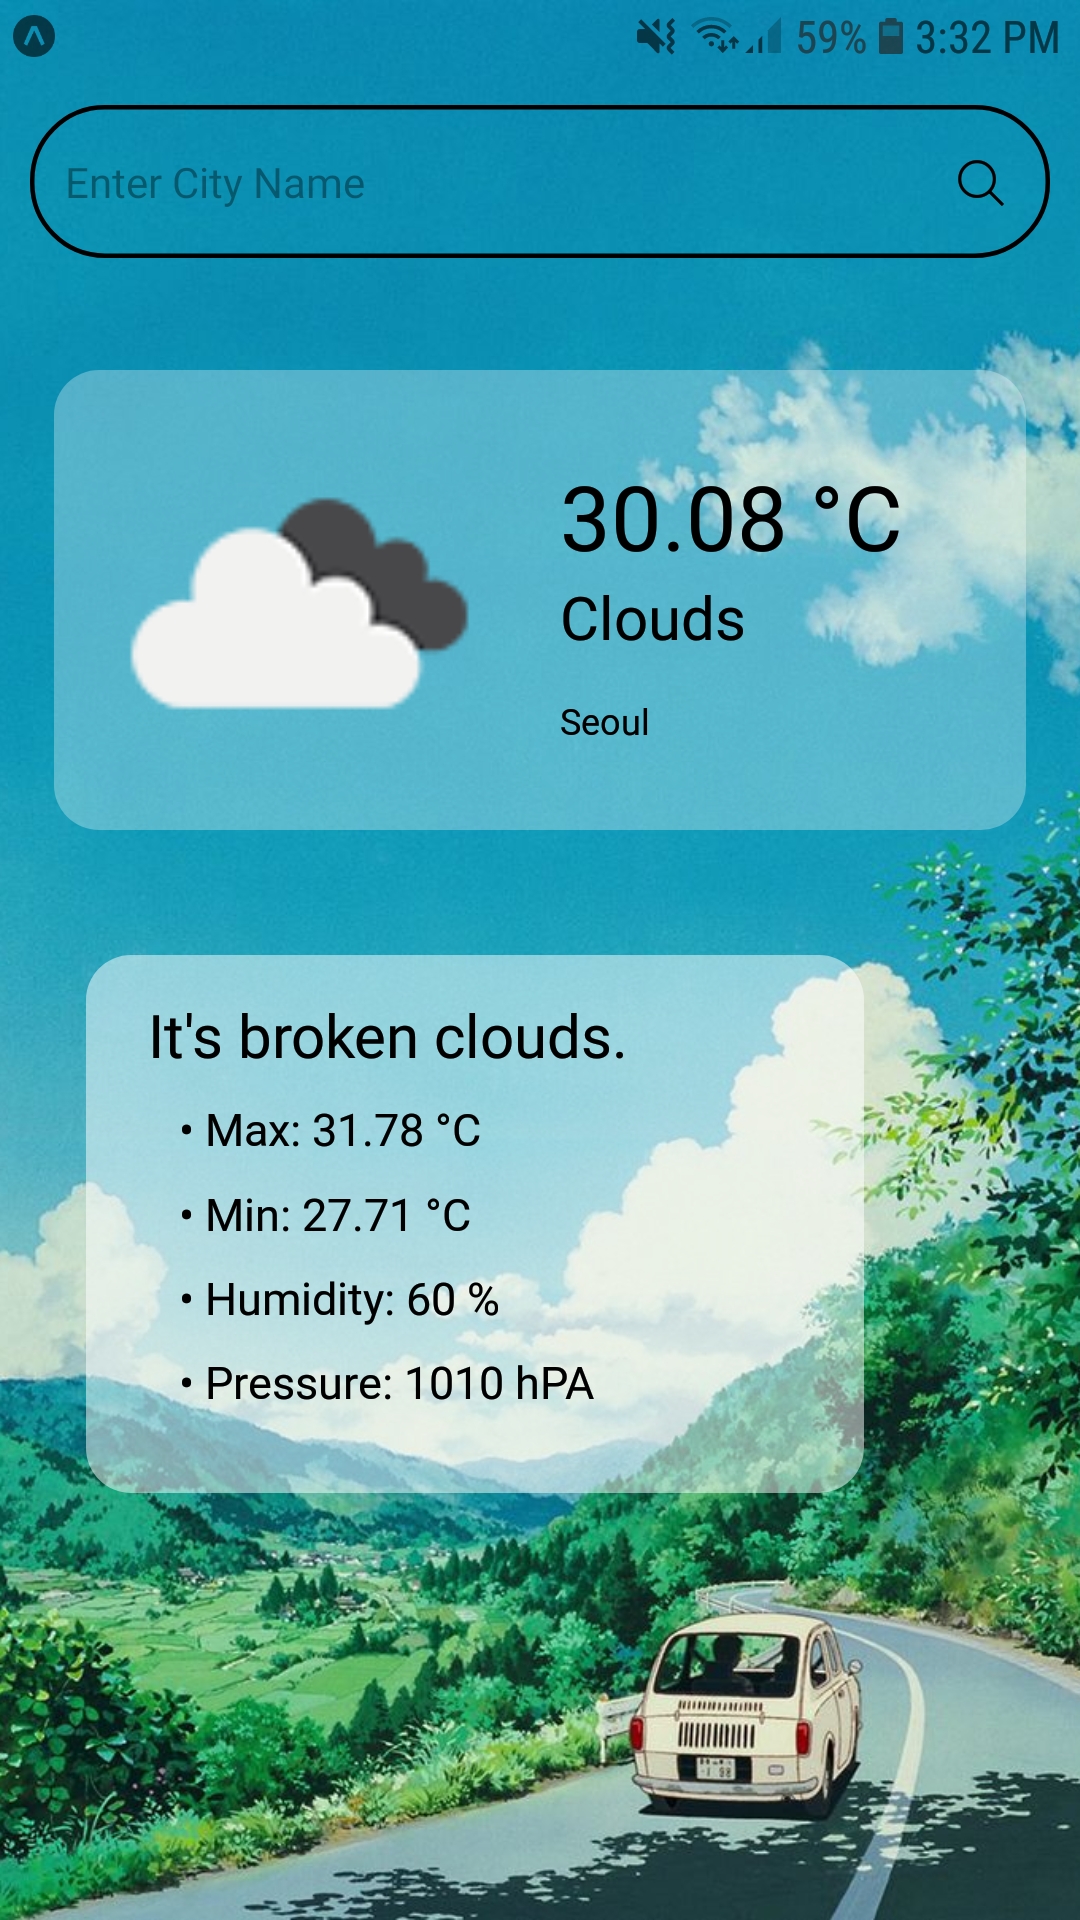 59% 3:32 PM
Enter City Name
30.08 °C
Clouds
Seoul
It's broken clouds.
• Max: 31.78 °C
• Min: 27.71 °C
• Humidity: 60 %
• Pressure: 1010 hPA